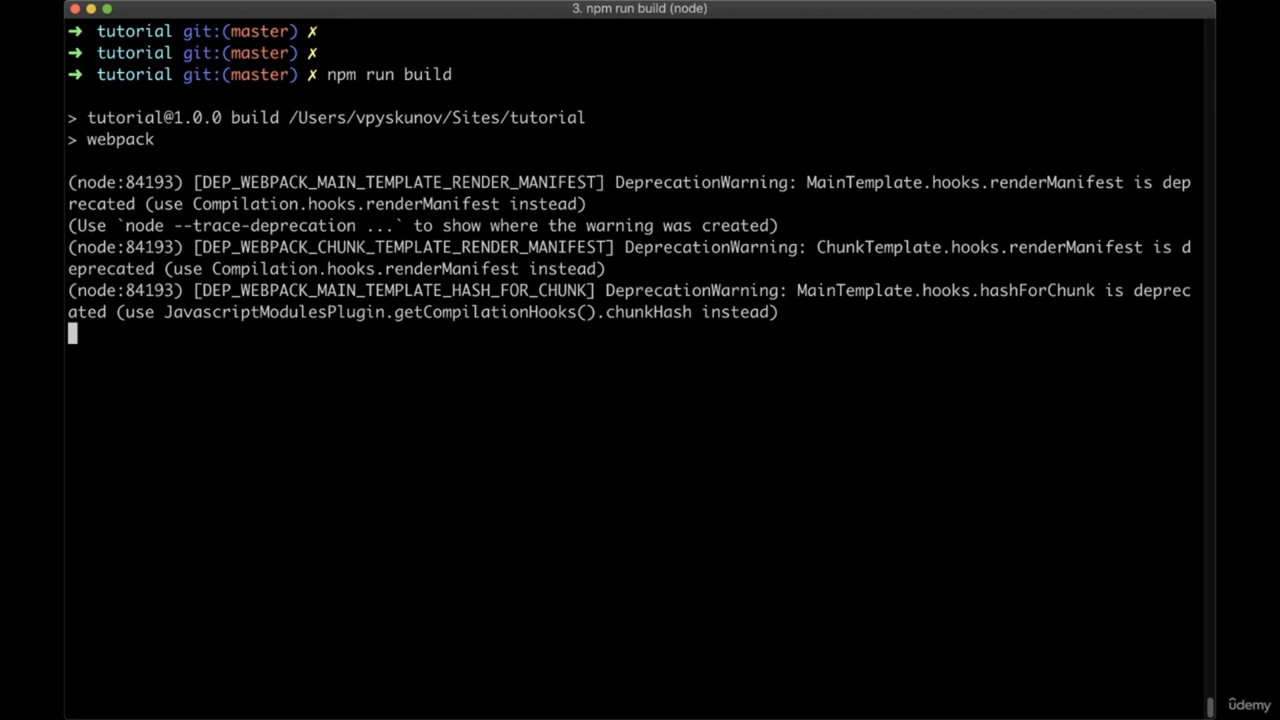 3. npm run build (node)
➜ tutorial git:(master) ✗
➜ tutorial git:(master) ✗
➜ tutorial git:(master) ✗ npm run build
> tutorial@1.0.0 build /Users/vpyskunov/Sites/tutorial
> webpack
(node:84193) [DEP_WEBPACK_MAIN_TEMPLATE_RENDER_MANIFEST] DeprecationWarning: MainTemplate.hooks.renderManifest is dep
recated (use Compilation.hooks.renderManifest instead)
(Use `node --trace-deprecation ...` to show where the warning was created)
(node:84193) [DEP_WEBPACK_CHUNK_TEMPLATE_RENDER_MANIFEST] DeprecationWarning: ChunkTemplate.hooks.renderManifest is d
eprecated (use Compilation.hooks.renderManifest instead)
(node:84193) [DEP_WEBPACK_MAIN_TEMPLATE_HASH_FOR_CHUNK] DeprecationWarning: MainTemplate.hooks.hashForChunk is deprec
ated (use JavascriptModulesPlugin.getCompilationHooks().chunkHash instead)
ûdemy